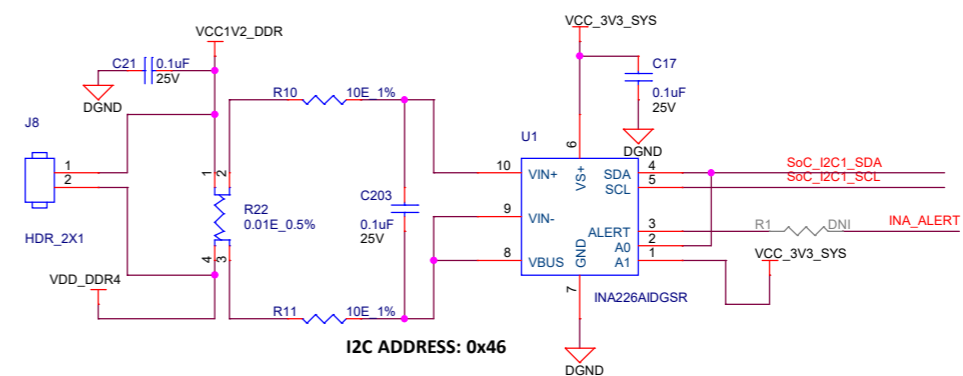 VCC1V2_DDR
VCC_3V3_SYS
C21
0.1uF
25V
DGND
C17
0.1uF
25V
DGND
J8
1
2
HDR_2X1
R10
10E_1%
1
2
R22
0.01E_0.5%
4
3
C203
0.1uF
25V
VDD_DDR4
R11
10E_1%
U1
6
VS+
10
VIN+
9
VIN-
8
VBUS
SDA
4
SoC_I2C1_SDA
SCL
5
SoC_I2C1_SCL
ALERT
3
R1
DNI
INA_ALERT
A0
2
A1
1
VCC_3V3_SYS
GND
7
INA226AIDGSR
DGND
I2C ADDRESS: 0x46